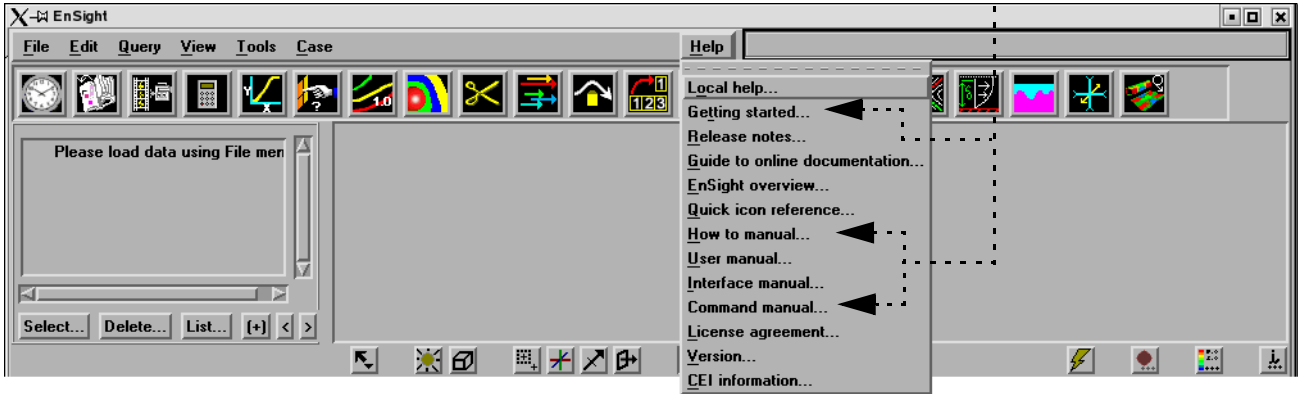 EnSight
File Edit Query View Tools Case Help
1.0
?
1
123
Local help...
Getting started...
Release notes...
Guide to online documentation...
EnSight overview...
Quick icon reference...
How to manual...
User manual...
Interface manual...
Command manual...
License agreement...
Version...
CEI information...
Please load data using File men
Select... Delete... List... (+) < >